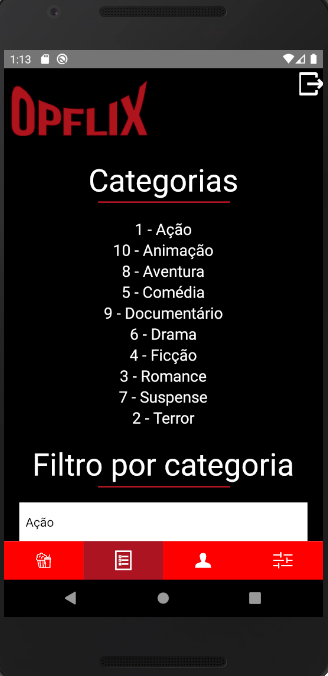 1:13
OPFLIX
Categorias
1 - Ação
10 - Animação
8 - Aventura
5 - Comédia
9 - Documentário
6 - Drama
4 - Ficção
3 - Romance
7 - Suspense
2 - Terror
Filtro por categoria
Ação